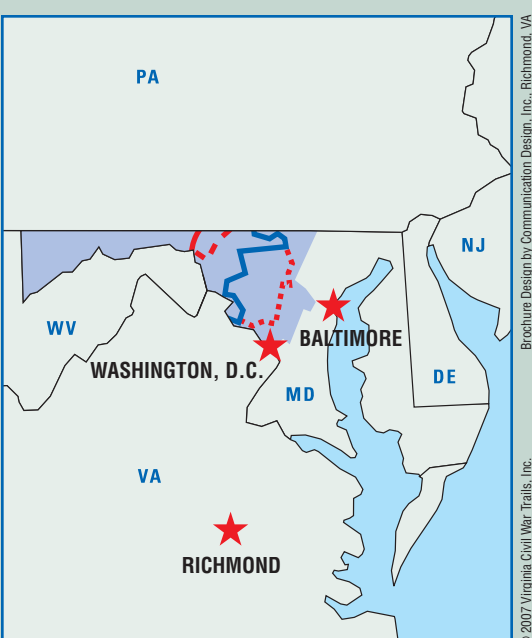 PA
NJ
WV
BALTIMORE
WASHINGTON, D.C.
DE
MD
VA
RICHMOND
Brochure Design by Communication Design, Inc., Richmond, VA
2007 Virginia Civil War Trails, Inc.